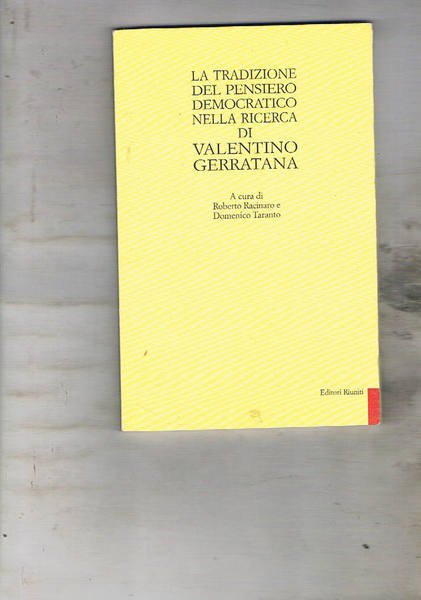 LA TRADIZIONE
DEL PENSIERO
DEMOCRATICO
NELLA RICERCA
DI
VALENTINO
GERRATANA
A cura di
Roberto Racinaro e
Domenico Taranto
Editori Riuniti